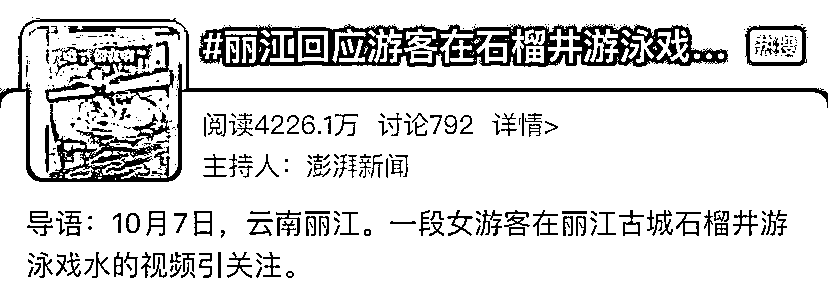 #丽江回应游客在石榴井游泳戏...
热搜
阅读4226.1万 讨论792 详情>
主持人：澎湃新闻
导语：10月7日，云南丽江。一段女游客在丽江古城石榴井游
泳戏水的视频引关注。